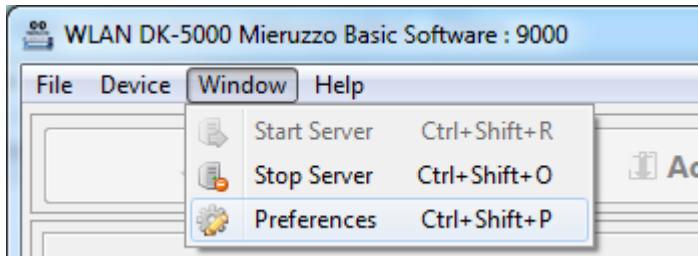 WLAN DK-5000 Mieruzzo Basic Software : 9000
File Device Window Help
Start Server Ctrl+Shift+R
Stop Server Ctrl+Shift+O
Preferences Ctrl+Shift+P